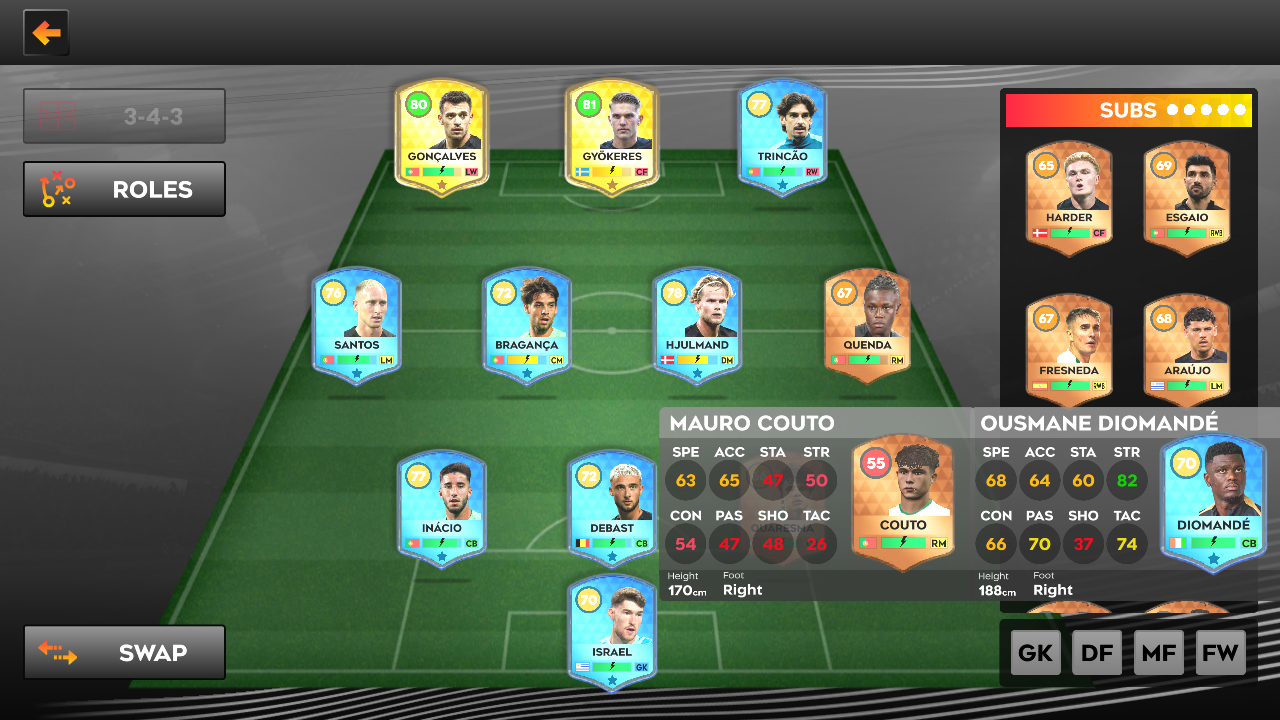 80
GONÇALVES
LW
81
GYÖKERES
CF
77
TRINCÃO
RW
3-4-3
ROLES
SUBS
65
HARDER
CF
69
ESGAIO
RWB
76
SANTOS
LM
72
BRAGANÇA
CM
78
HJULMAND
DM
67
QUENDA
RM
67
FRESNEDA
RWB
68
ARAÚJO
LM
MAURO COUTO
SPE ACC STA STR
63 65 47 50
CON PAS SHO TAC
54 47 48 26
Height Foot
170cm Right
55
COUTO
RM
QUARESMA
OUSMANE DIOMANDÉ
SPE ACC STA STR
68 64 60 82
CON PAS SHO TAC
66 70 37 74
Height Foot
188cm Right
70
DIOMANDÉ
CB
77
INÁCIO
CB
72
DEBAST
CB
70
ISRAEL
GK
SWAP
GK DF MF FW